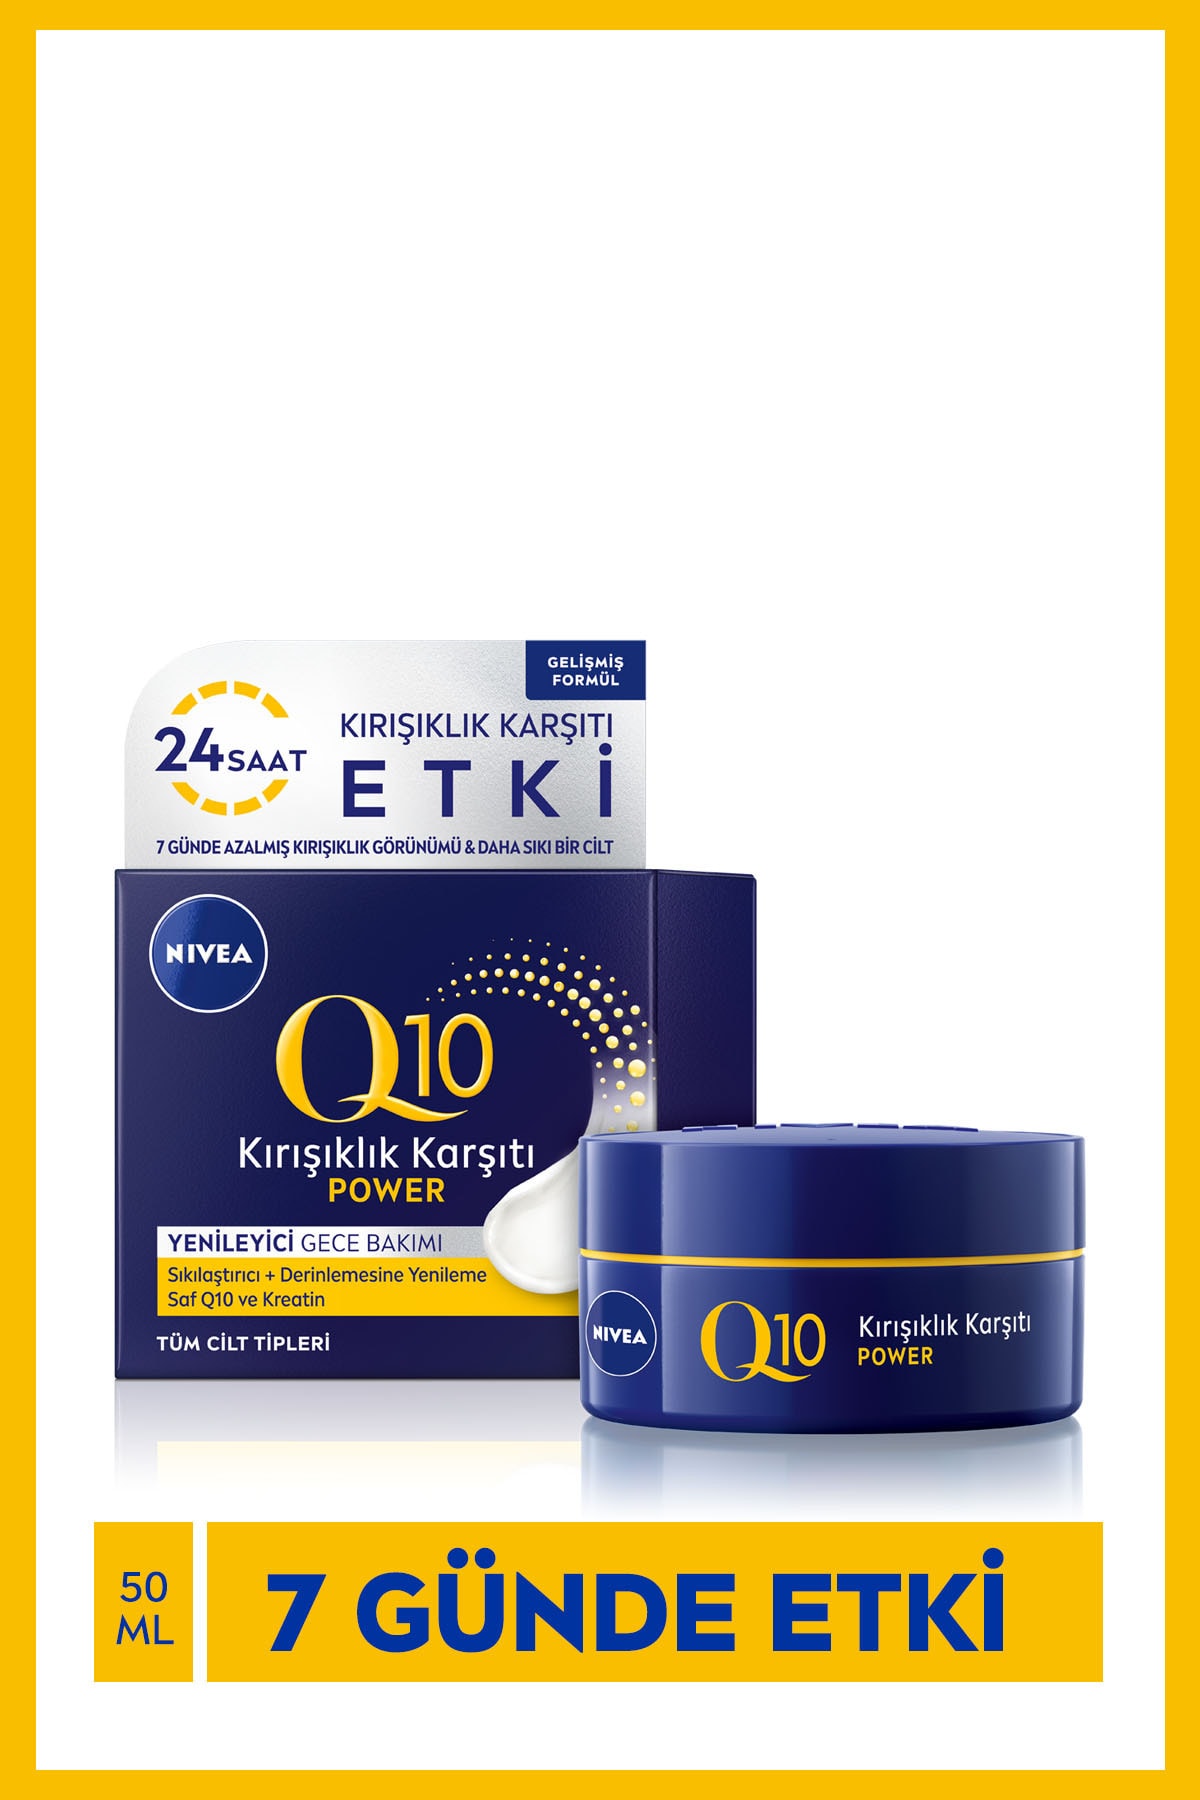 GELİŞMİŞ
FORMÜL
24 SAAT
KIRIŞIKLIK KARŞITI
ETKİ
7 GÜNDE AZALMIŞ KIRIŞIKLIK GÖRÜNÜMÜ & DAHA SIKI BİR CİLT
NIVEA
Q10
Kırışıklık Karşıtı
POWER
YENİLEYİCİ GECE BAKIMI
Sıkılaştırıcı + Derinlemesine Yenileme
Saf Q10 ve Kreatin
TÜM CİLT TİPLERİ
NIVEA
Q10
Kırışıklık Karşıtı
POWER
50
ML
7 GÜNDE ETKİ